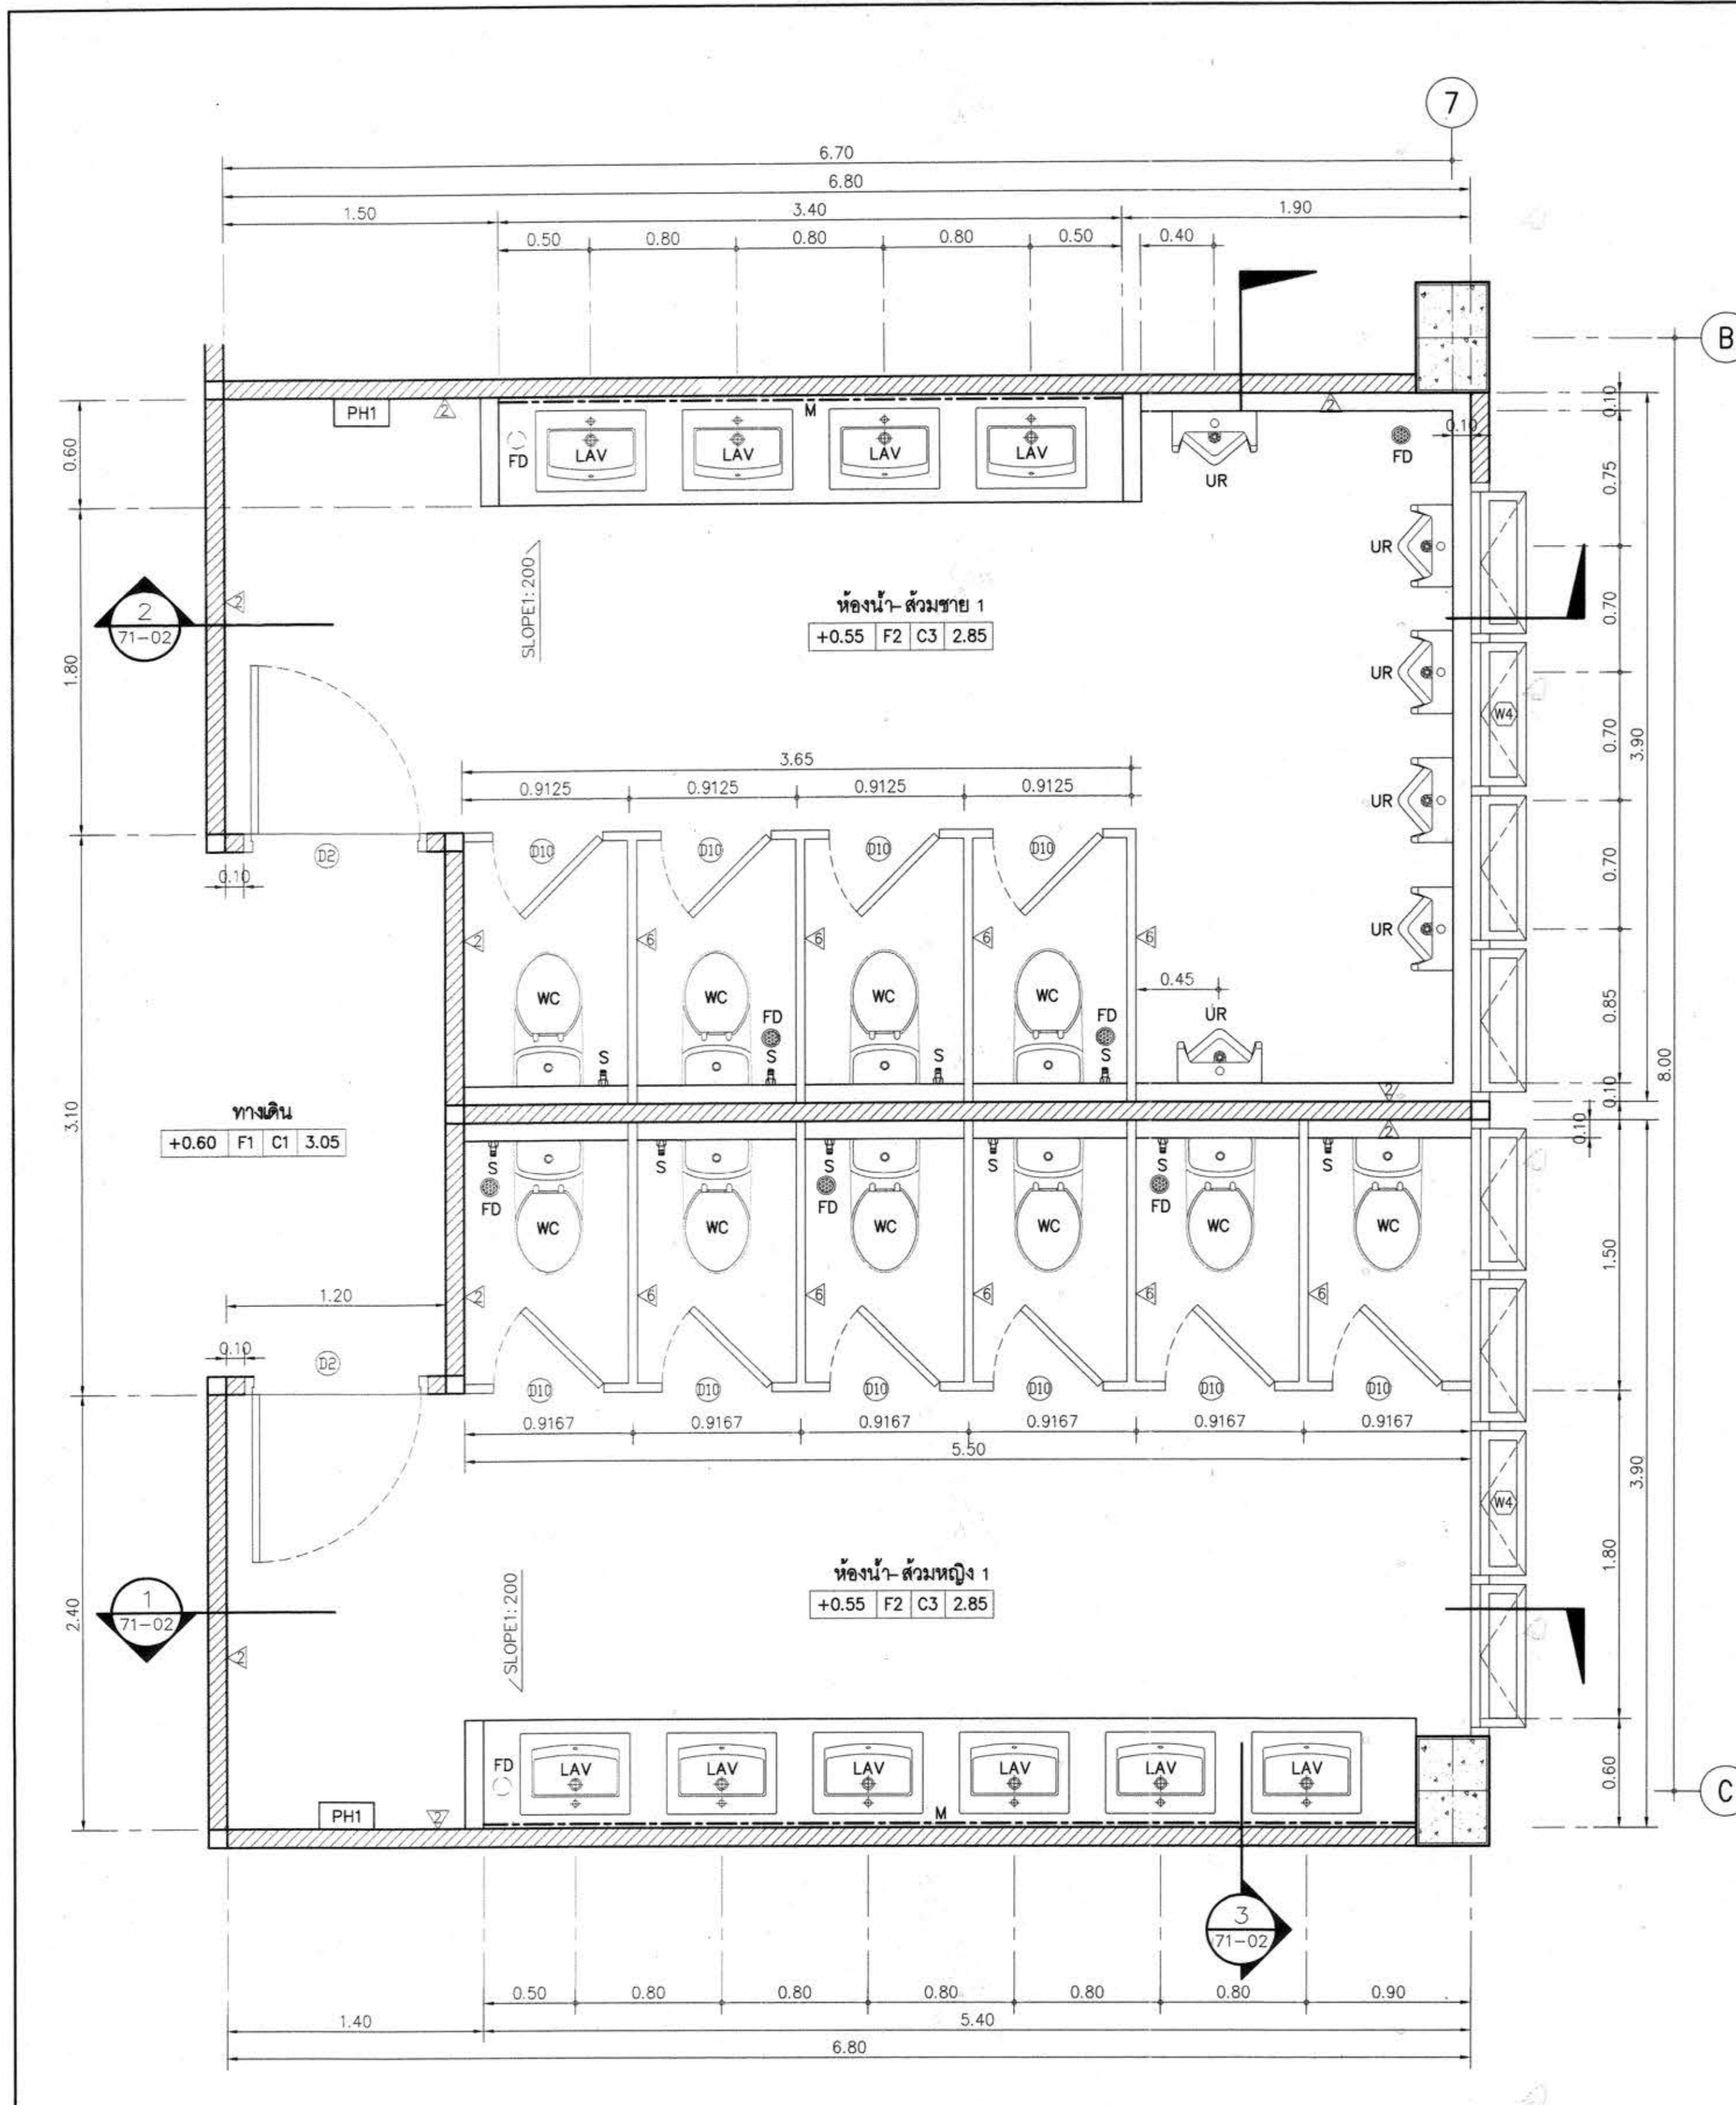 7
6.70
6.80
1.50 3.40 1.90
0.50 0.80 0.80 0.80 0.50 0.40
B
PH1 2 M 2 0.10
FD LAV LAV LAV LAV UR FD 0.10
0.60 0.75
UR
SLOPE1:200
2
71-02
2
ห้องน้ำ-ส้วมชาย 1
+0.55 F2 C3 2.85
0.70
1.80
UR
W4
0.70 3.90
3.65
0.9125 0.9125 0.9125 0.9125
UR
D2 D10 D10 D10 D10
0.10
0.70
2 6 6 6 6 UR
0.45
WC WC WC WC
FD FD UR
S S S S
0.85
8.00
3.10
ทางเดิน
+0.60 F1 C1 3.05
2 0.10
2 0.10
S S S S S S
FD FD FD
WC WC WC WC WC WC
1.50
1.20
2 6 6 6 6 6
0.10
D2 D10 D10 D10 D10 D10 D10
0.9167 0.9167 0.9167 0.9167 0.9167 0.9167
5.50
3.90
W4
ห้องน้ำ-ส้วมหญิง 1
+0.55 F2 C3 2.85
1.80
1
71-02
2.40
SLOPE1:200
2
FD LAV LAV LAV LAV LAV LAV
0.60
C
PH1 2 M
3
71-02
0.50 0.80 0.80 0.80 0.80 0.80 0.90
1.40 5.40
6.80